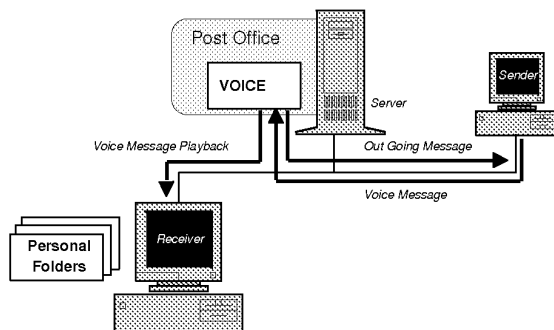 Post Office
VOICE
Sender
Server
Voice Message Playback
Out Going Message
Voice Message
Receiver
Personal
Folders